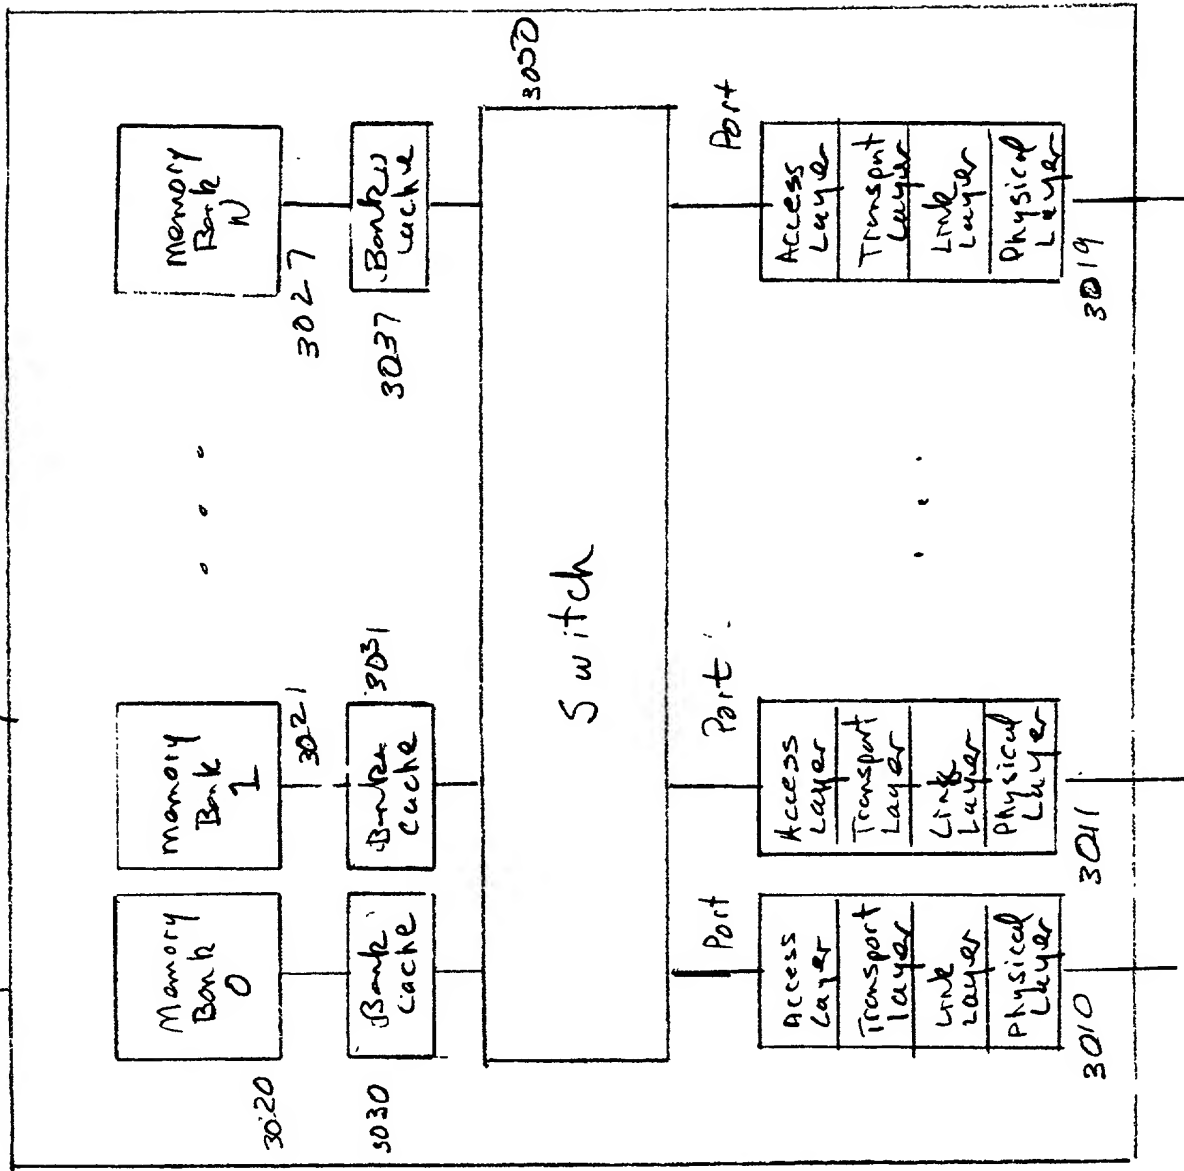 Memory
Bank
0
3020
Memory
Bank
1
3021
Memory
Bank
N
3027
Bank
Cache
3030
Bank
Cache
3031
Bank
Cache
3037
Switch
3050
Port
Port
Port
Access
Layer
Transport
Layer
Link
Layer
Physical
Layer
3010
Access
Layer
Transport
Layer
Link
Layer
Physical
Layer
3011
Access
Layer
Transport
Layer
Link
Layer
Physical
Layer
3019